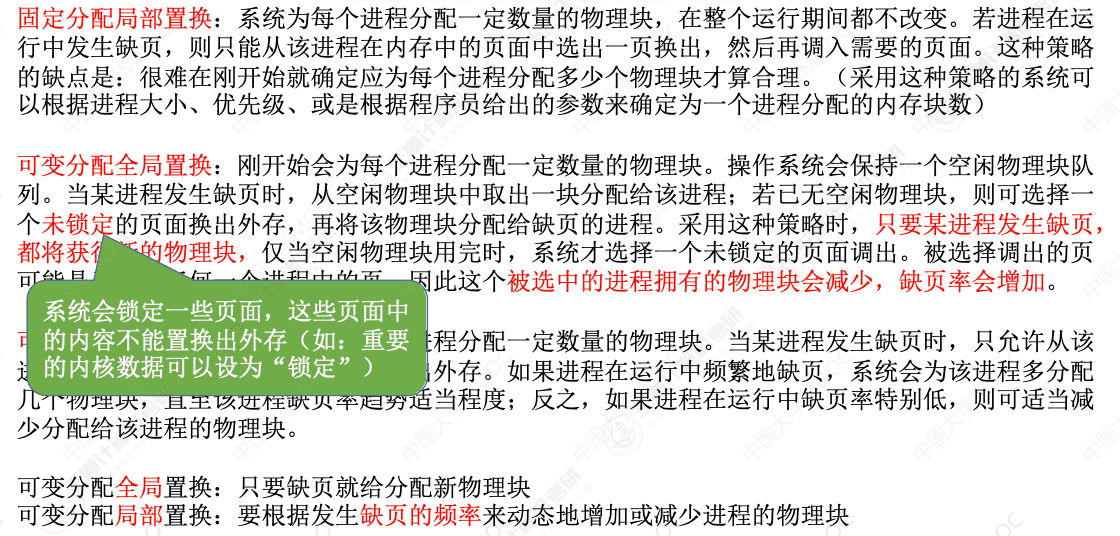 固定分配局部置换：系统为每个进程分配一定数量的物理块，在整个运行期间都不改变。若进程在运
行中发生缺页，则只能从该进程在内存中的页面中选出一页换出，然后再调入需要的页面。这种策略
的缺点是：很难在刚开始就确定应为每个进程分配多少个物理块才算合理。（采用这种策略的系统可
以根据进程大小、优先级、或是根据程序员给出的参数来确定为一个进程分配的内存块数）
可变分配全局置换：刚开始会为每个进程分配一定数量的物理块。操作系统会保持一个空闲物理块队
列。当某进程发生缺页时，从空闲物理块中取出一块分配给该进程；若已无空闲物理块，则可选择一
个未锁定的页面换出外存，再将该物理块分配给缺页的进程。采用这种策略时，只要某进程发生缺页，
都将获得新的物理块，仅当空闲物理块用完时，系统才选择一个未锁定的页面调出。被选择调出的页
可能是 何一个进程中的页，因此这个被选中的进程拥有的物理块会减少，缺页率会增加。
系统会锁定一些页面，这些页面中
的内容不能置换出外存（如：重要
的内核数据可以设为“锁定”）
进程分配一定数量的物理块。当某进程发生缺页时，只允许从该
出外存。如果进程在运行中频繁地缺页，系统会为该进程多分配
几个物理块，直至该进程缺页率趋势适当程度；反之，如果进程在运行中缺页率特别低，则可适当减
少分配给该进程的物理块。
可变分配全局置换：只要缺页就给分配新物理块
可变分配局部置换：要根据发生缺页的频率来动态地增加或减少进程的物理块